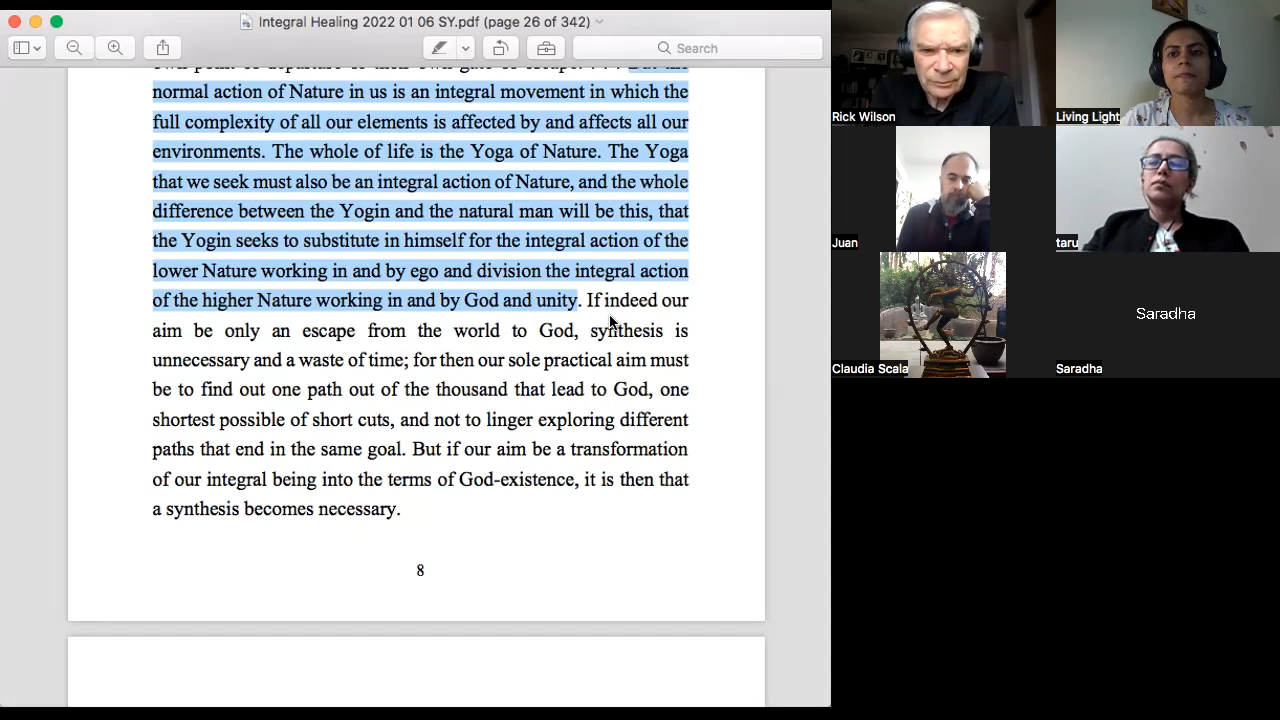 Integral Healing 2022 01 06 SY.pdf (page 26 of 342)
Search
normal action of Nature in us is an integral movement in which the
full complexity of all our elements is affected by and affects all our
environments. The whole of life is the Yoga of Nature. The Yoga
that we seek must also be an integral action of Nature, and the whole
difference between the Yogin and the natural man will be this, that
the Yogin seeks to substitute in himself for the integral action of the
lower Nature working in and by ego and division the integral action
of the higher Nature working in and by God and unity. If indeed our
aim be only an escape from the world to God, synthesis is
unnecessary and a waste of time; for then our sole practical aim must
be to find out one path out of the thousand that lead to God, one
shortest possible of short cuts, and not to linger exploring different
paths that end in the same goal. But if our aim be a transformation
of our integral being into the terms of God-existence, it is then that
a synthesis becomes necessary.
8
Rick Wilson
Living Light
Juan
taru
Claudia Scala
Saradha
Saradha